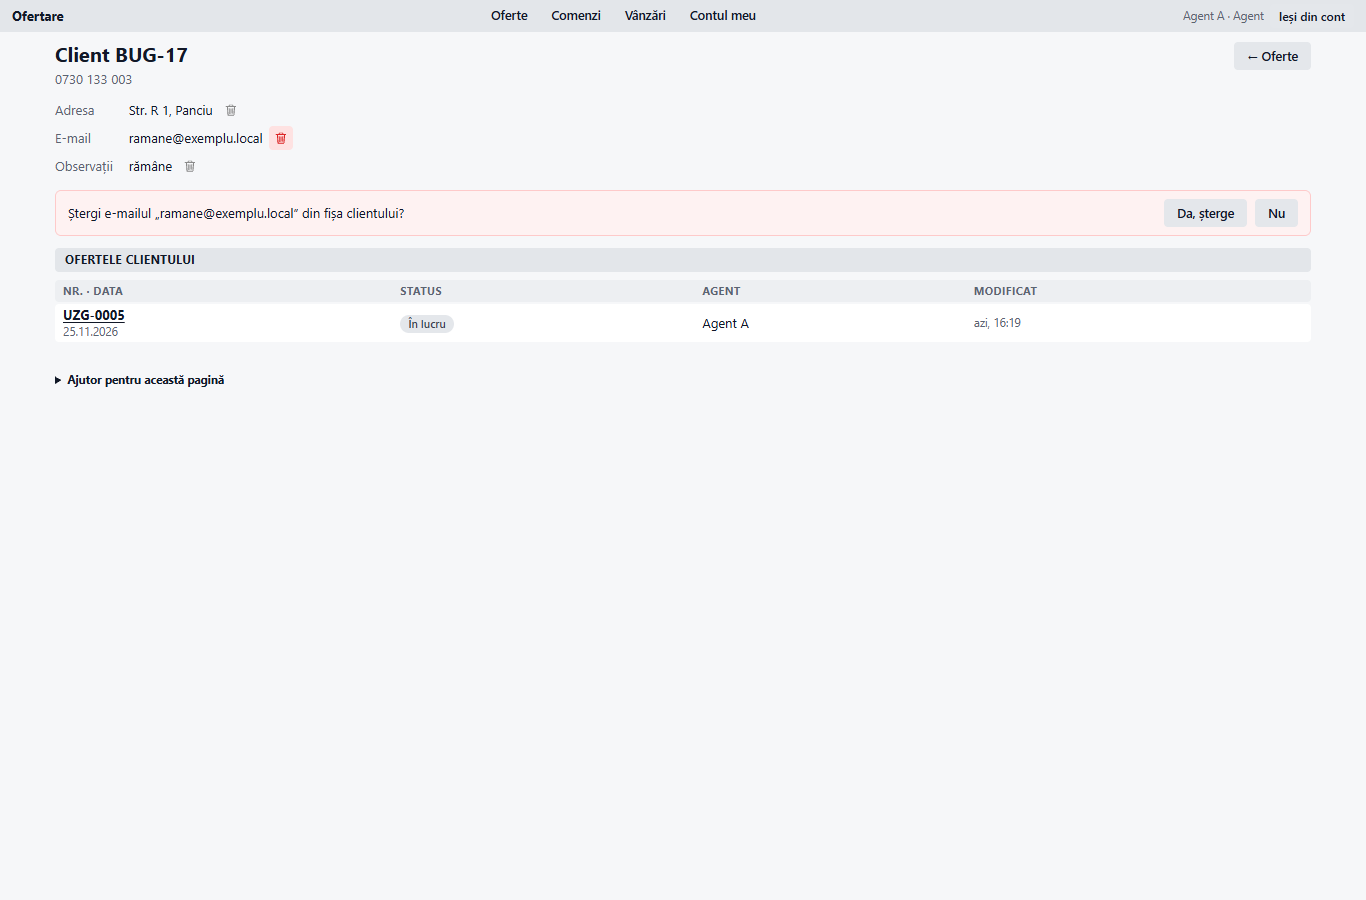 Ofertare
Oferte Comenzi Vânzări Contul meu
Agent A · Agent Ieși din cont
Client BUG-17
← Oferte
0730 133 003
Adresa Str. R 1, Panciu
E-mail ramane@exemplu.local
Observații rămâne
Ștergi e-mailul „ramane@exemplu.local” din fișa clientului?
Da, șterge Nu
OFERTELE CLIENTULUI
NR. · DATA STATUS AGENT MODIFICAT
UZG-0005
25.11.2026
În lucru Agent A azi, 16:19
Ajutor pentru această pagină